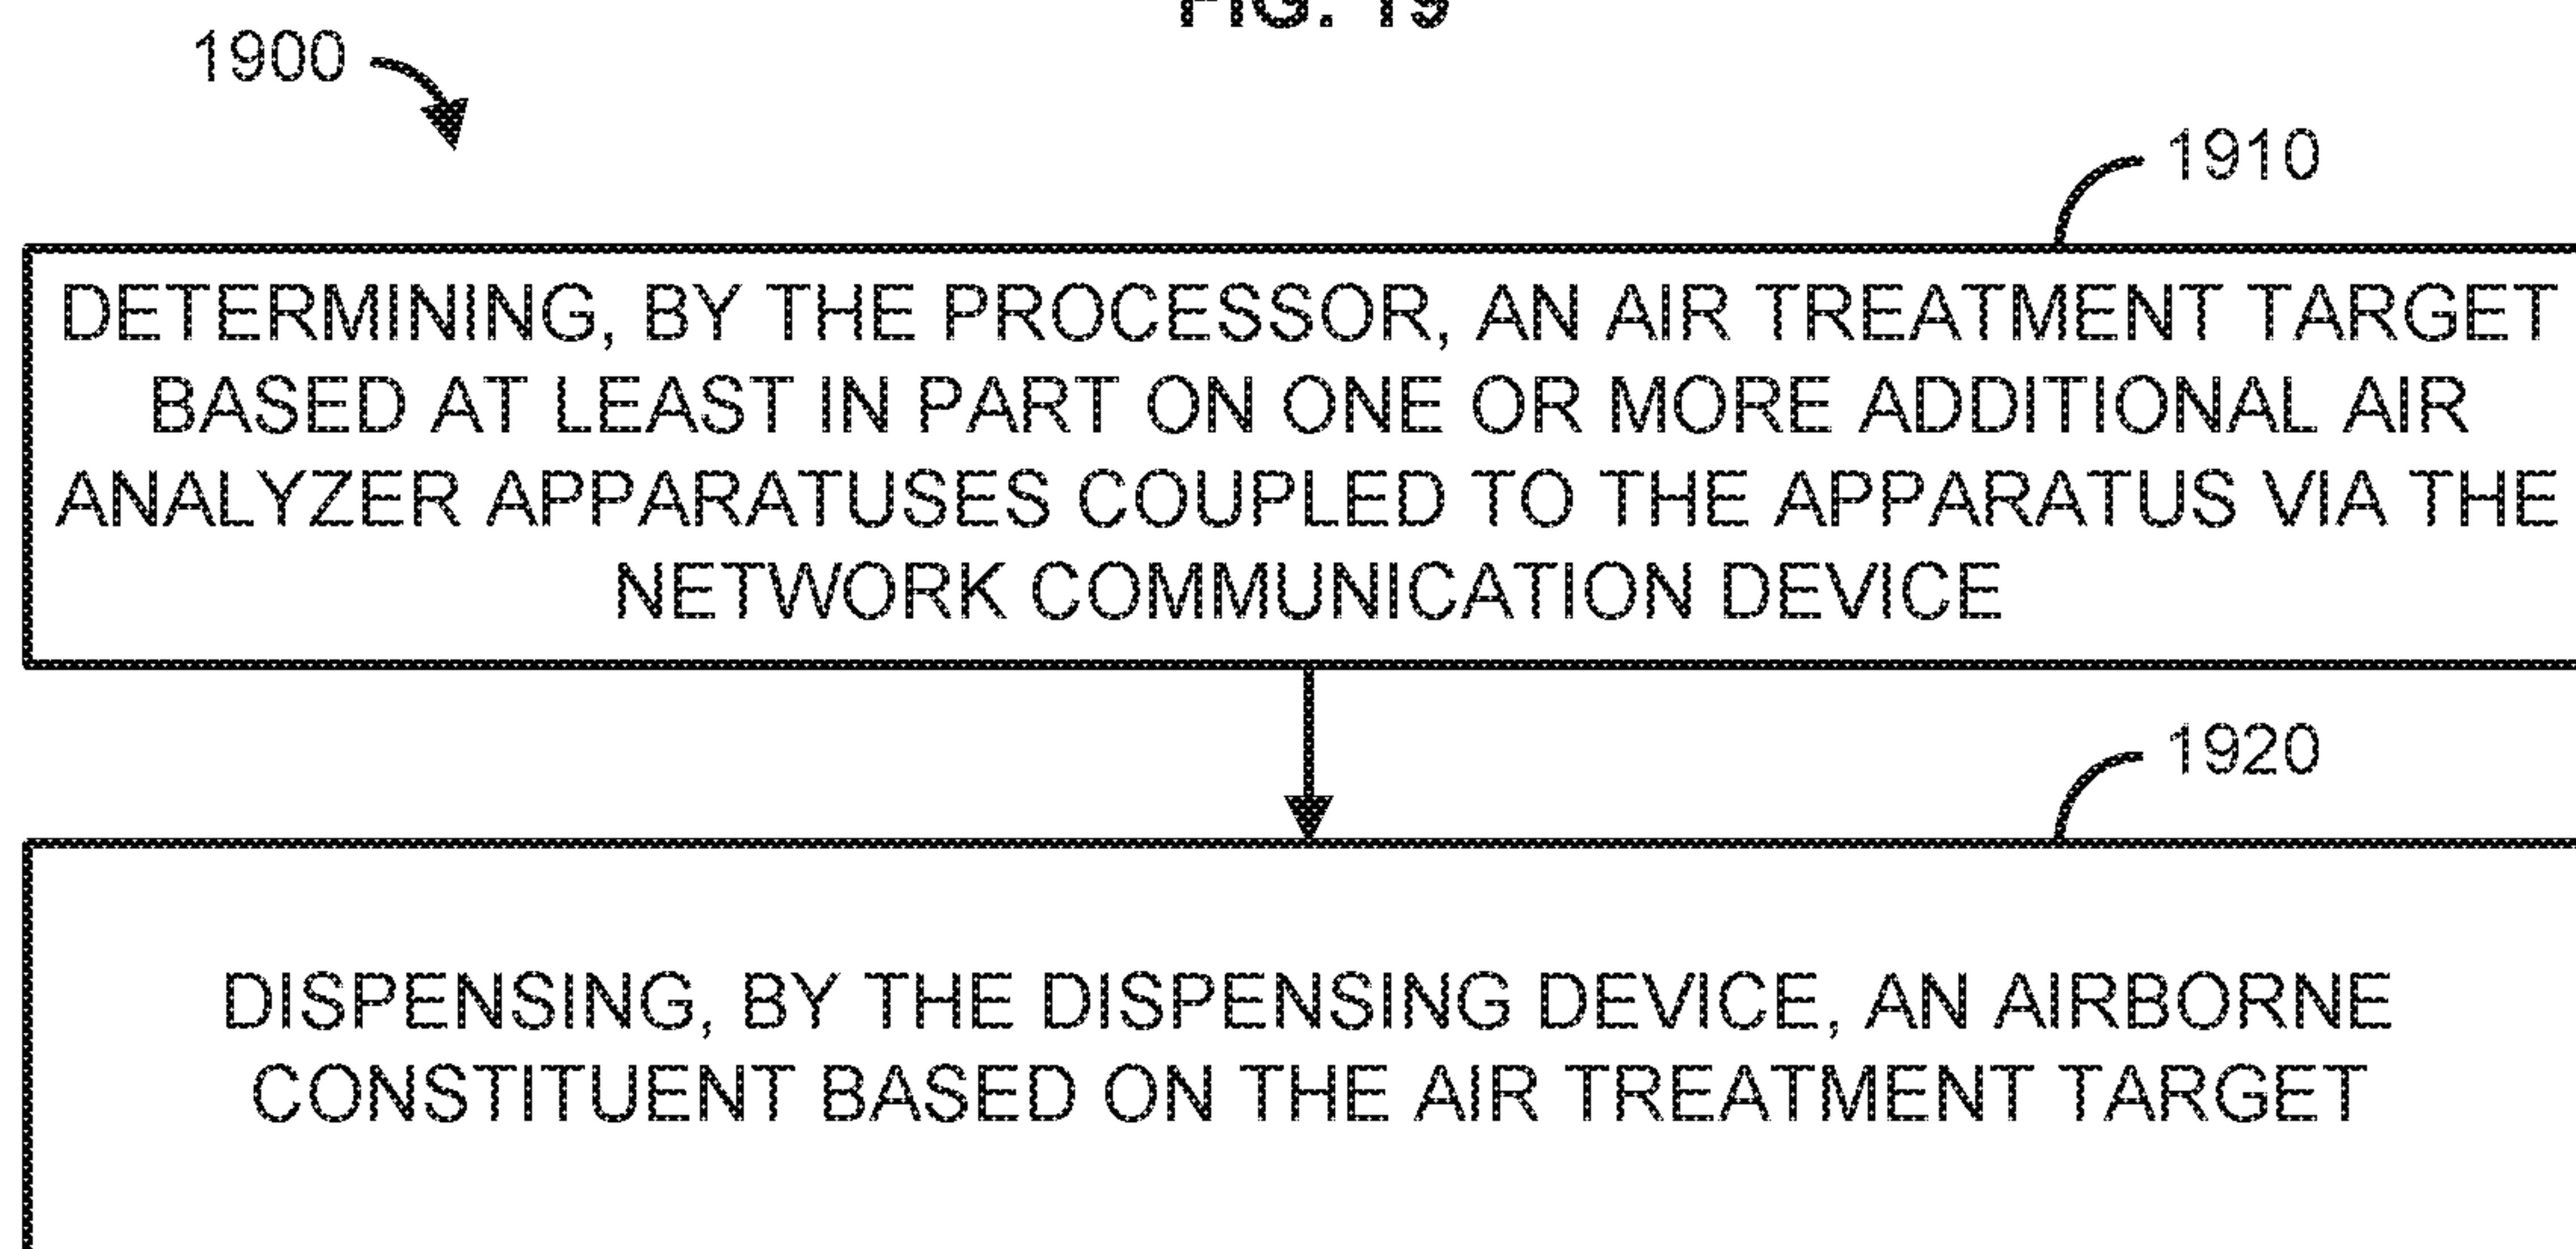 FIG. 19
1900
1910
DETERMINING, BY THE PROCESSOR, AN AIR TREATMENT TARGET
BASED AT LEAST IN PART ON ONE OR MORE ADDITIONAL AIR
ANALYZER APPARATUSES COUPLED TO THE APPARATUS VIA THE
NETWORK COMMUNICATION DEVICE
1920
DISPENSING, BY THE DISPENSING DEVICE, AN AIRBORNE
CONSTITUENT BASED ON THE AIR TREATMENT TARGET